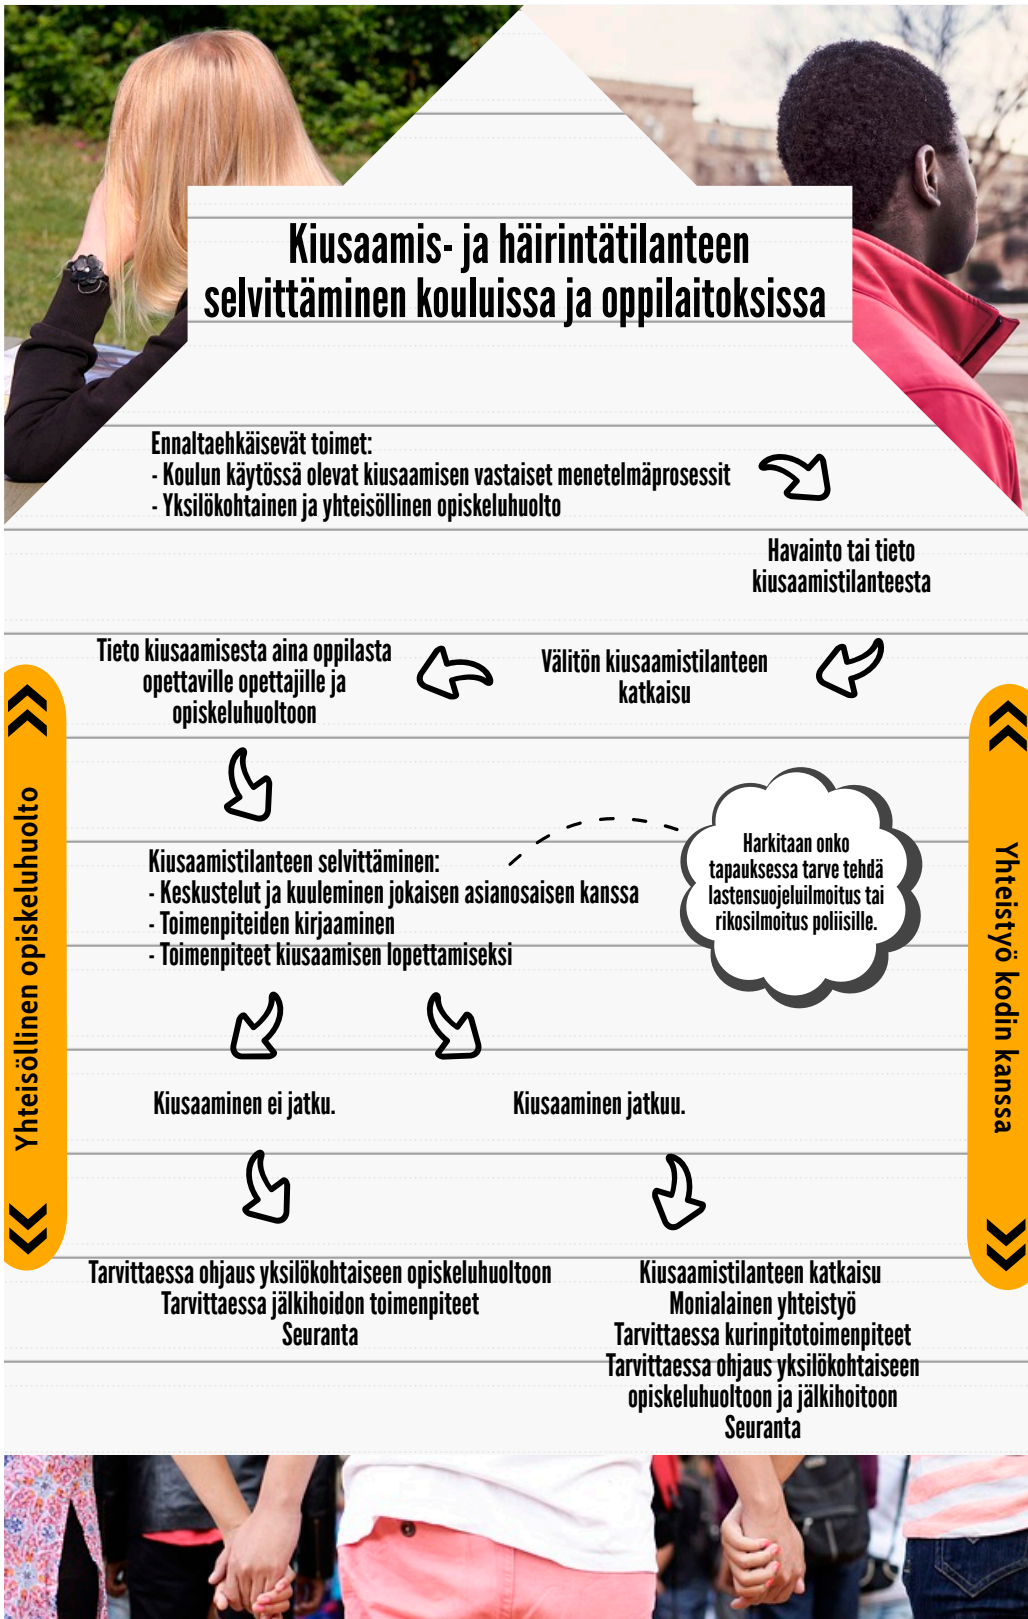 Kiusaamis- ja häirintätilanteen
selvittäminen kouluissa ja oppilaitoksissa
Ennaltaehkäisevät toimet:
- Koulun käytössä olevat kiusaamisen vastaiset menetelmäprosessit
- Yksilökohtainen ja yhteisöllinen opiskeluhuolto
Havainto tai tieto
kiusaamistilanteesta
Välitön kiusaamistilanteen
katkaisu
Tieto kiusaamisesta aina oppilasta
opettaville opettajille ja
opiskeluhuoltoon
Kiusaamistilanteen selvittäminen:
- Keskustelut ja kuuleminen jokaisen asianosaisen kanssa
- Toimenpiteiden kirjaaminen
- Toimenpiteet kiusaamisen lopettamiseksi
Harkitaan onko
tapauksessa tarve tehdä
lastensuojeluilmoitus tai
rikosilmoitus poliisille.
Kiusaaminen ei jatku.
Kiusaaminen jatkuu.
Tarvittaessa ohjaus yksilökohtaiseen opiskeluhuoltoon
Tarvittaessa jälkihoidon toimenpiteet
Seuranta
Kiusaamistilanteen katkaisu
Monialainen yhteistyö
Tarvittaessa kurinpitotoimenpiteet
Tarvittaessa ohjaus yksilökohtaiseen
opiskeluhuoltoon ja jälkihoitoon
Seuranta
Yhteisöllinen opiskeluhuolto
Yhteistyö kodin kanssa